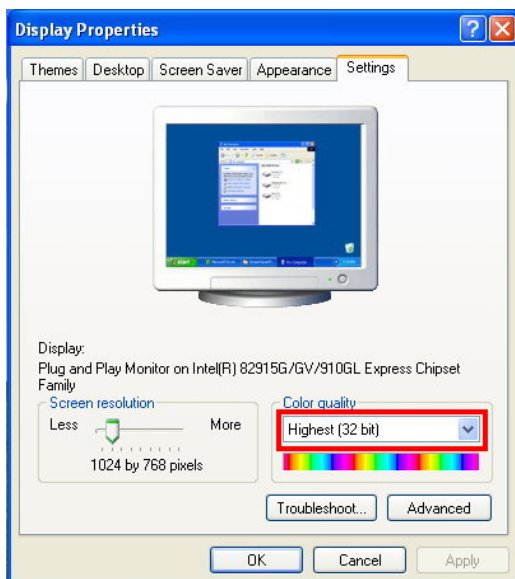 Display Properties
Themes Desktop Screen Saver Appearance Settings
Display:
Plug and Play Monitor on Intel(R) 82915G/GV/910GL Express Chipset
Family
Screen resolution
Less More
1024 by 768 pixels
Color quality
Highest (32 bit)
Troubleshoot... Advanced
OK Cancel Apply